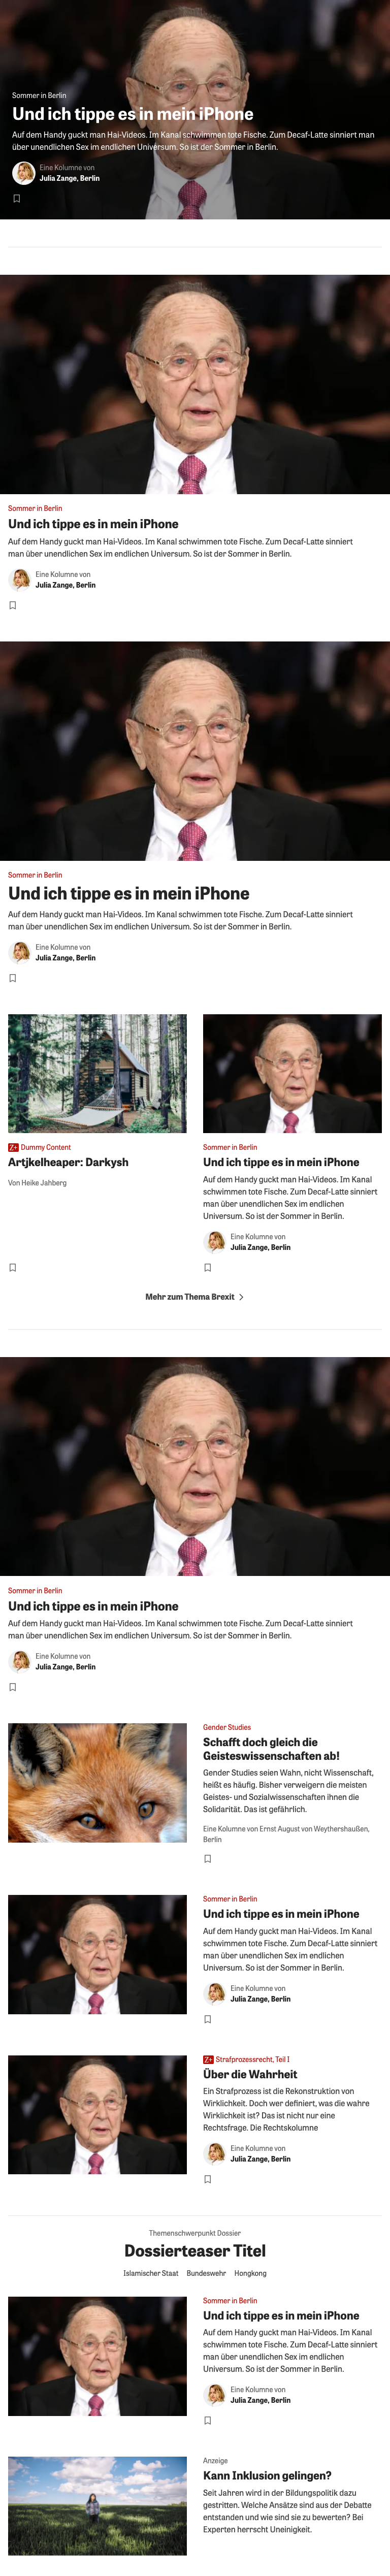 Sommer in Berlin
Und ich tippe es in mein iPhone
Auf dem Handy guckt man Hai-Videos. Im Kanal schwimmen tote Fische. Zum Decaf-Latte sinniert man
über unendlichen Sex im endlichen Universum. So ist der Sommer in Berlin.
Eine Kolumne von
Julia Zange, Berlin
Sommer in Berlin
Und ich tippe es in mein iPhone
Auf dem Handy guckt man Hai-Videos. Im Kanal schwimmen tote Fische. Zum Decaf-Latte sinniert
man über unendlichen Sex im endlichen Universum. So ist der Sommer in Berlin.
Eine Kolumne von
Julia Zange, Berlin
Sommer in Berlin
Und ich tippe es in mein iPhone
Auf dem Handy guckt man Hai-Videos. Im Kanal schwimmen tote Fische. Zum Decaf-Latte sinniert
man über unendlichen Sex im endlichen Universum. So ist der Sommer in Berlin.
Eine Kolumne von
Julia Zange, Berlin
Z+ Dummy Content
Artjkelheaper: Darkysh
Von Heike Jahberg
Sommer in Berlin
Und ich tippe es in mein iPhone
Auf dem Handy guckt man Hai-Videos. Im Kanal
schwimmen tote Fische. Zum Decaf-Latte sinniert
man über unendlichen Sex im endlichen
Universum. So ist der Sommer in Berlin.
Eine Kolumne von
Julia Zange, Berlin
Mehr zum Thema Brexit
Sommer in Berlin
Und ich tippe es in mein iPhone
Auf dem Handy guckt man Hai-Videos. Im Kanal schwimmen tote Fische. Zum Decaf-Latte sinniert
man über unendlichen Sex im endlichen Universum. So ist der Sommer in Berlin.
Eine Kolumne von
Julia Zange, Berlin
Gender Studies
Schafft doch gleich die
Geisteswissenschaften ab!
Gender Studies seien Wahn, nicht Wissenschaft,
heißt es häufig. Bisher verweigern die meisten
Geistes- und Sozialwissenschaften ihnen die
Solidarität. Das ist gefährlich.
Eine Kolumne von Ernst August von Weythershaußen,
Berlin
Sommer in Berlin
Und ich tippe es in mein iPhone
Auf dem Handy guckt man Hai-Videos. Im Kanal
schwimmen tote Fische. Zum Decaf-Latte sinniert
man über unendlichen Sex im endlichen
Universum. So ist der Sommer in Berlin.
Eine Kolumne von
Julia Zange, Berlin
Z+ Strafprozessrecht, Teil I
Über die Wahrheit
Ein Strafprozess ist die Rekonstruktion von
Wirklichkeit. Doch wer definiert, was die wahre
Wirklichkeit ist? Das ist nicht nur eine
Rechtsfrage. Die Rechtskolumne
Eine Kolumne von
Julia Zange, Berlin
Themenschwerpunkt Dossier
Dossierteaser Titel
Islamischer Staat Bundeswehr Hongkong
Sommer in Berlin
Und ich tippe es in mein iPhone
Auf dem Handy guckt man Hai-Videos. Im Kanal
schwimmen tote Fische. Zum Decaf-Latte sinniert
man über unendlichen Sex im endlichen
Universum. So ist der Sommer in Berlin.
Eine Kolumne von
Julia Zange, Berlin
Anzeige
Kann Inklusion gelingen?
Seit Jahren wird in der Bildungspolitik dazu
gestritten. Welche Ansätze sind aus der Debatte
entstanden und wie sind sie zu bewerten? Bei
Experten herrscht Uneinigkeit.